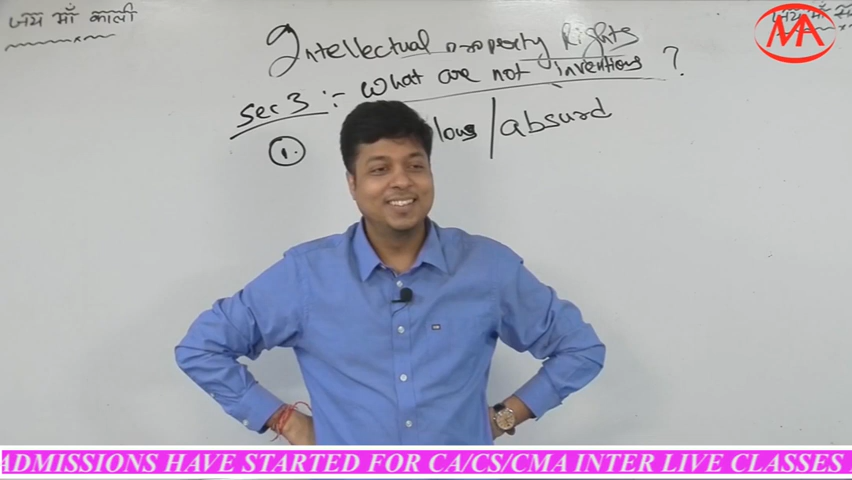 जय माँ काली
जय माँ
MA
Intellectual property Rights
Sec 3 :- What are not inventions ?
1. lous / absurd
ADMISSIONS HAVE STARTED FOR CA/CS/CMA INTER LIVE CLASSES